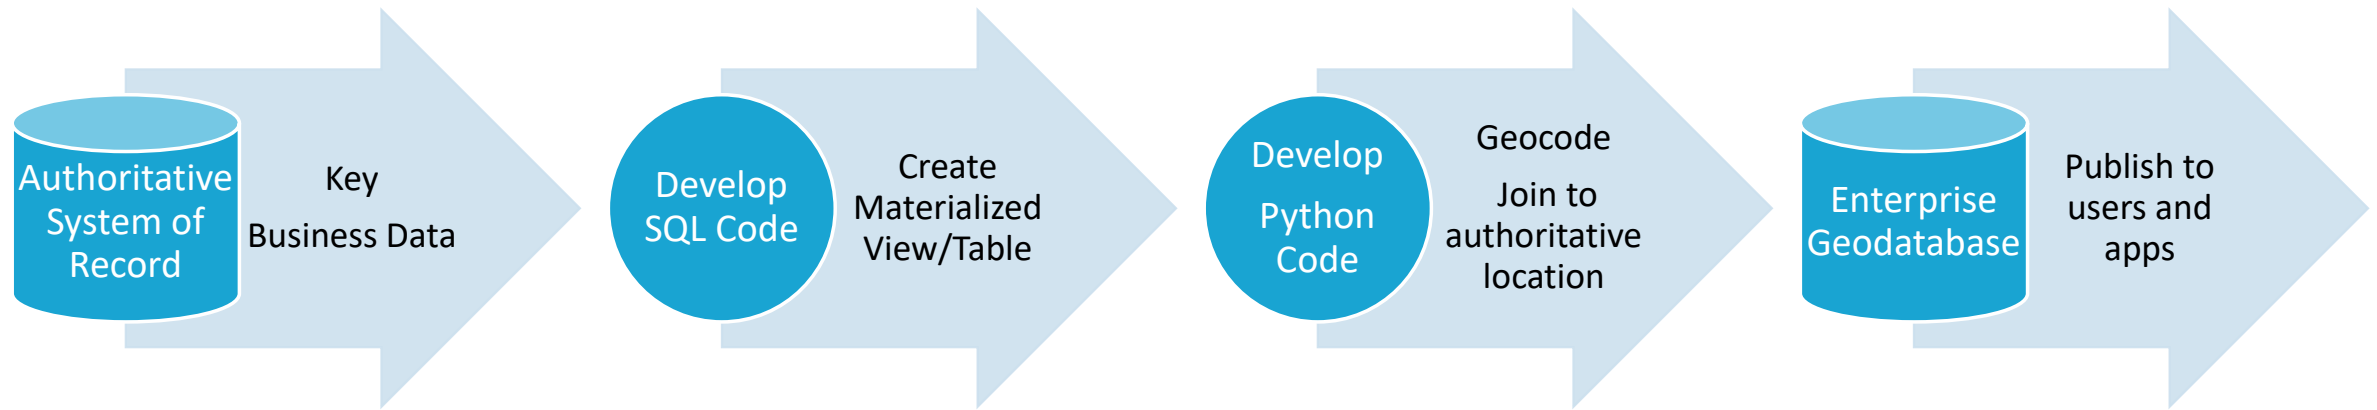 Authoritative
System of
Record
Key
Business Data
Develop
SQL Code
Create
Materialized
View/Table
Develop
Python
Code
Geocode
Join to
authoritative
location
Enterprise
Geodatabase
Publish to
users and
apps